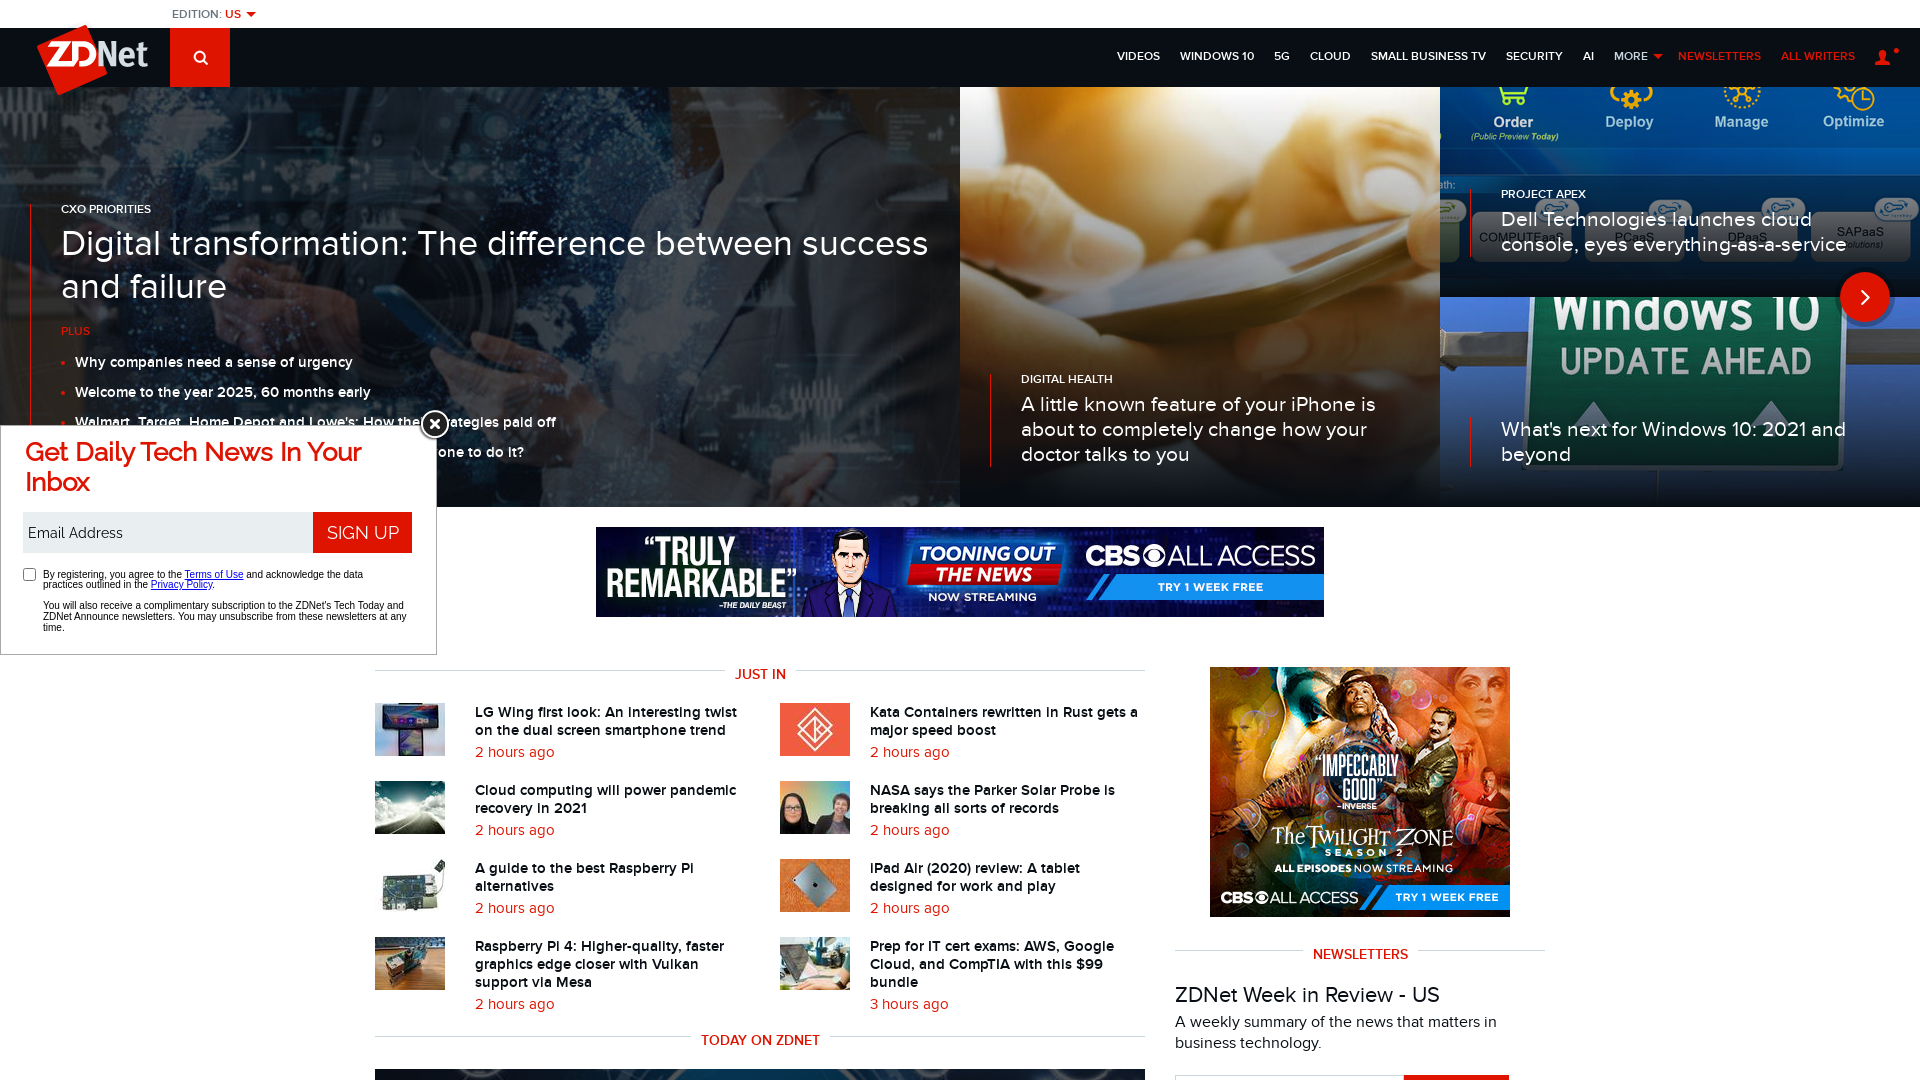 EDITION: US
ZDNet
VIDEOS WINDOWS 10 5G CLOUD SMALL BUSINESS TV SECURITY AI MORE NEWSLETTERS ALL WRITERS
CXO PRIORITIES
Digital transformation: The difference between success
and failure
PLUS
Why companies need a sense of urgency
Welcome to the year 2025, 60 months early
Walmart, Target, Home Depot and Lowe's: How their strategies paid off
one to do it?
DIGITAL HEALTH
A little known feature of your iPhone is
about to completely change how your
doctor talks to you
Order Deploy Manage Optimize
(Public Preview Today)
PROJECT APEX
Dell Technologies launches cloud
console, eyes everything-as-a-service
COMPUTEaaS PCaaS DPaaS SAPaaS
Windows 10
UPDATE AHEAD
What's next for Windows 10: 2021 and
beyond
Get Daily Tech News In Your
Inbox
Email Address
SIGN UP
By registering, you agree to the Terms of Use and acknowledge the data
practices outlined in the Privacy Policy.
You will also receive a complimentary subscription to the ZDNet's Tech Today and
ZDNet Announce newsletters. You may unsubscribe from these newsletters at any
time.
"TRULY
REMARKABLE"
–THE DAILY BEAST
TOONING OUT
THE NEWS
NOW STREAMING
CBS ALL ACCESS
TRY 1 WEEK FREE
JUST IN
LG Wing first look: An interesting twist
on the dual screen smartphone trend
2 hours ago
Kata Containers rewritten in Rust gets a
major speed boost
2 hours ago
Cloud computing will power pandemic
recovery in 2021
2 hours ago
NASA says the Parker Solar Probe is
breaking all sorts of records
2 hours ago
A guide to the best Raspberry Pi
alternatives
2 hours ago
iPad Air (2020) review: A tablet
designed for work and play
2 hours ago
Raspberry Pi 4: Higher-quality, faster
graphics edge closer with Vulkan
support via Mesa
2 hours ago
Prep for IT cert exams: AWS, Google
Cloud, and CompTIA with this $99
bundle
3 hours ago
TODAY ON ZDNET
"IMPECCABLY
GOOD"
–INVERSE
The TWILIGHT ZONE
SEASON 2
ALL EPISODES NOW STREAMING
CBS ALL ACCESS
TRY 1 WEEK FREE
NEWSLETTERS
ZDNet Week in Review - US
A weekly summary of the news that matters in
business technology.